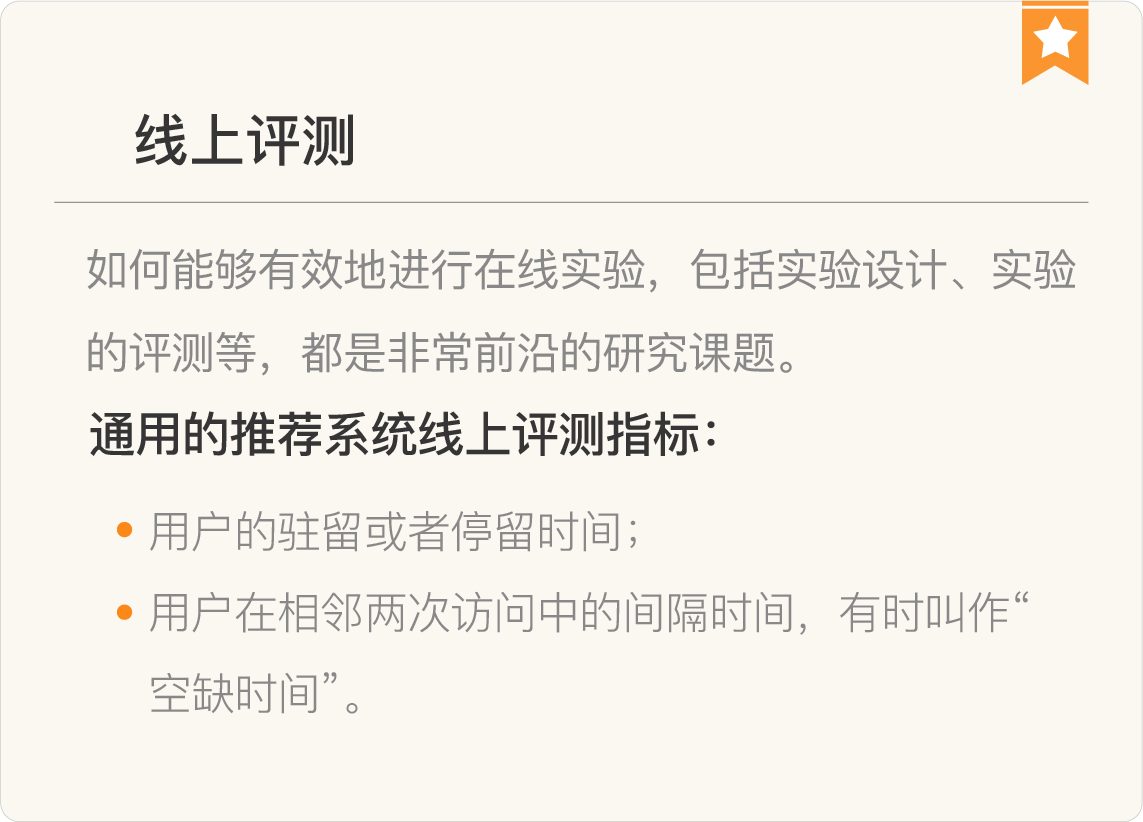 线上评测
如何能够有效地进行在线实验，包括实验设计、实验
的评测等，都是非常前沿的研究课题。
通用的推荐系统线上评测指标：
用户的驻留或者停留时间；
用户在相邻两次访问中的间隔时间，有时叫作“
空缺时间”。